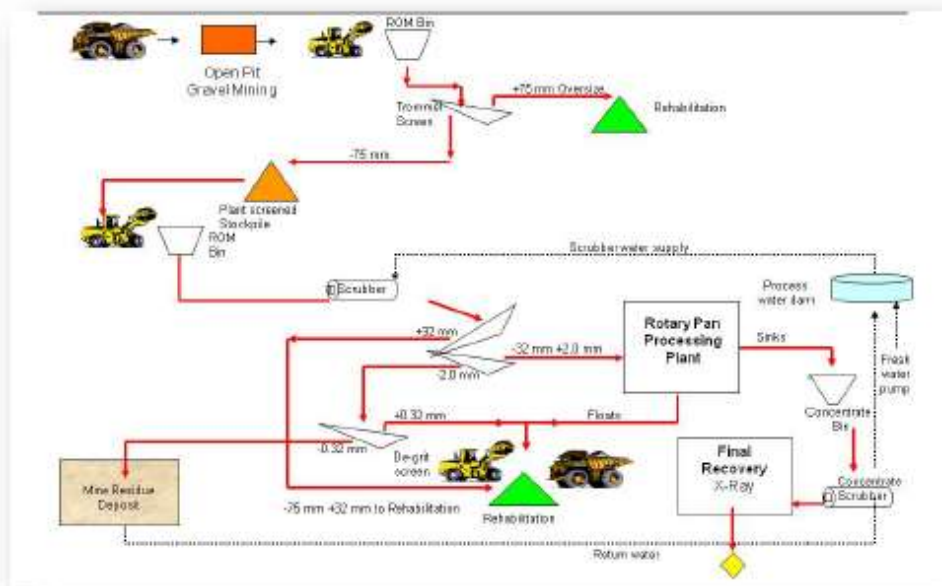 ROM Bin
Open Pit
Gravel Mining
+75 mm Oversize
Trommel
Screen
Rehabilitation
-75 mm
Plant screened
Stockpile
ROM
Bin
Scrubber water supply
Scrubber
Process
water dam
+32 mm
Rotary Pan
Processing
Plant
Sinks
-32 mm +2.0 mm
-2.0 mm
Fresh
water
pump
Concentrate
Bin
+0.32 mm
Floats
-0.32 mm
De-grit
screen
Final
Recovery
X-Ray
Concentrate
Scrubber
Mine Residue
Deposit
-75 mm +32 mm to Rehabilitation
Rehabilitation
Return water